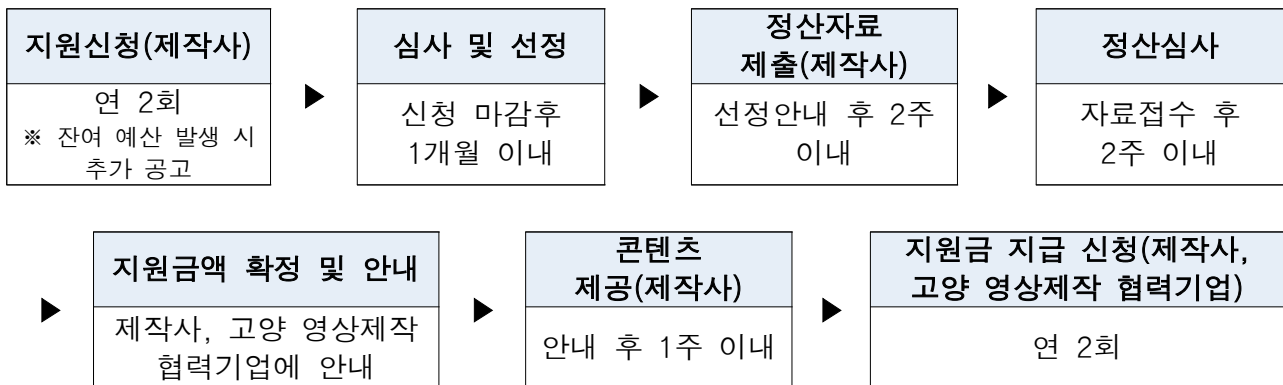 지원신청(제작사)
연 2회
※ 잔여 예산 발생 시
추가 공고
▶
심사 및 선정
신청 마감후
1개월 이내
▶
정산자료
제출(제작사)
선정안내 후 2주
이내
▶
정산심사
자료접수 후
2주 이내
▶
지원금액 확정 및 안내
제작사, 고양 영상제작
협력기업에 안내
▶
콘텐츠
제공(제작사)
안내 후 1주 이내
▶
지원금 지급 신청(제작사,
고양 영상제작 협력기업)
연 2회